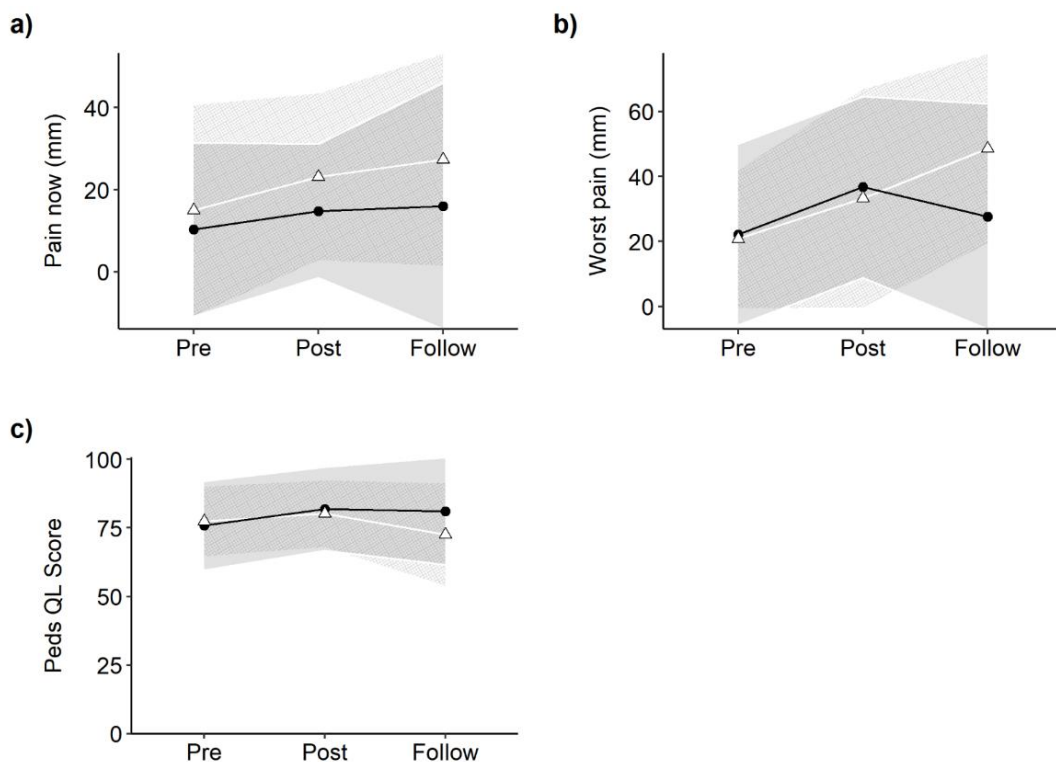 a)
Pain now (mm)
40
20
0
Pre Post Follow
b)
Worst pain (mm)
60
40
20
0
Pre Post Follow
c)
Peds QL Score
100
75
50
25
0
Pre Post Follow